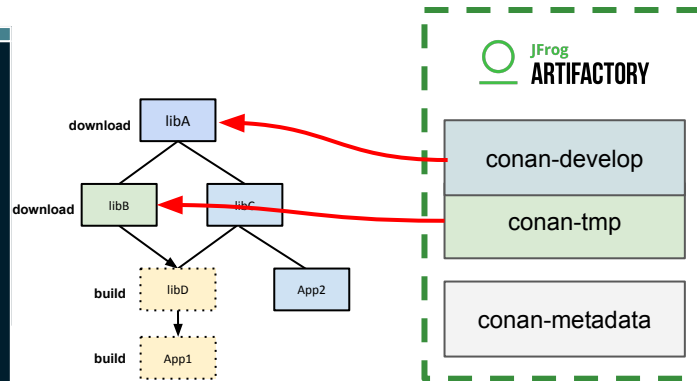 JFrog
ARTIFACTORY
download
libA
conan-develop
download
libB
libC
conan-tmp
build
libD
App2
conan-metadata
build
App1